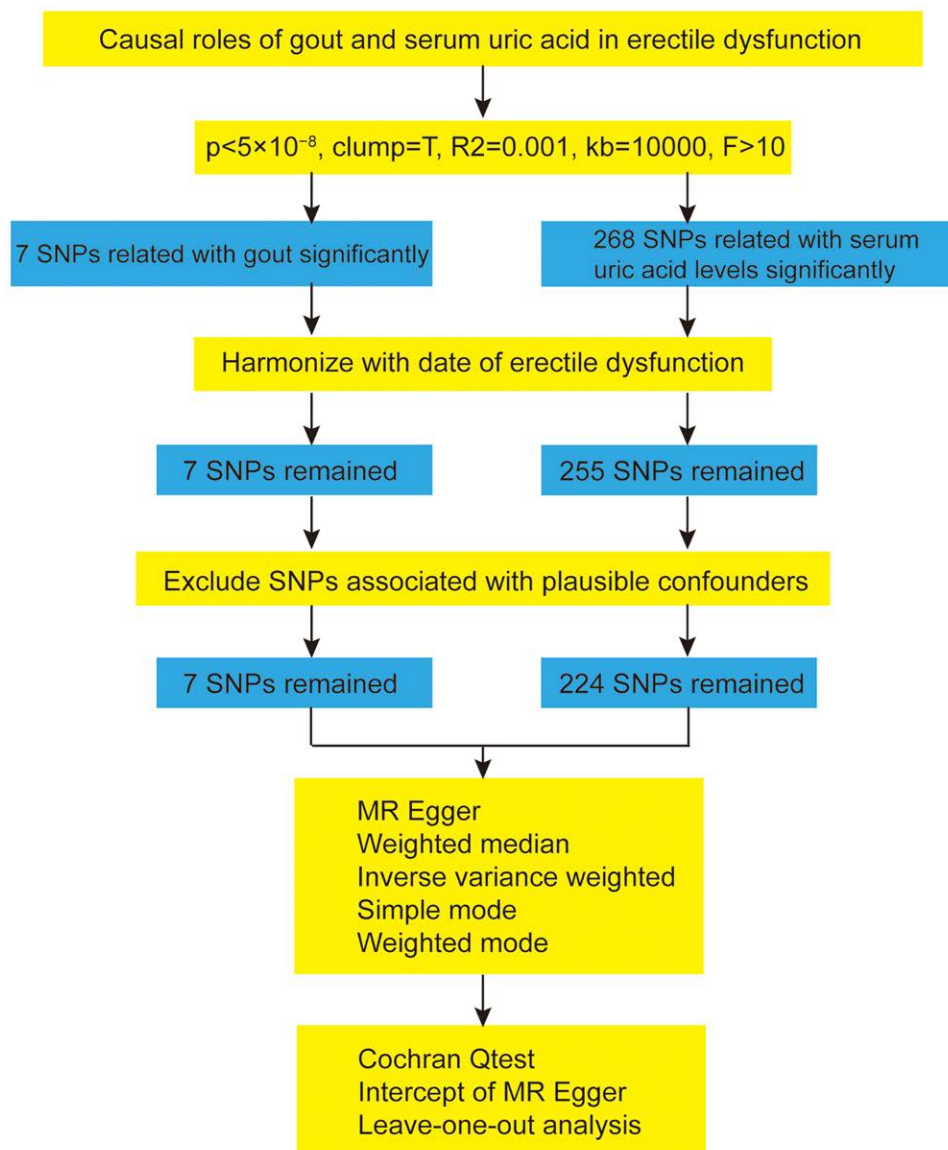 Causal roles of gout and serum uric acid in erectile dysfunction
p<5×10⁻⁸, clump=T, R2=0.001, kb=10000, F>10
7 SNPs related with gout significantly
268 SNPs related with serum
uric acid levels significantly
Harmonize with date of erectile dysfunction
7 SNPs remained
255 SNPs remained
Exclude SNPs associated with plausible confounders
7 SNPs remained
224 SNPs remained
MR Egger
Weighted median
Inverse variance weighted
Simple mode
Weighted mode
Cochran Qtest
Intercept of MR Egger
Leave-one-out analysis